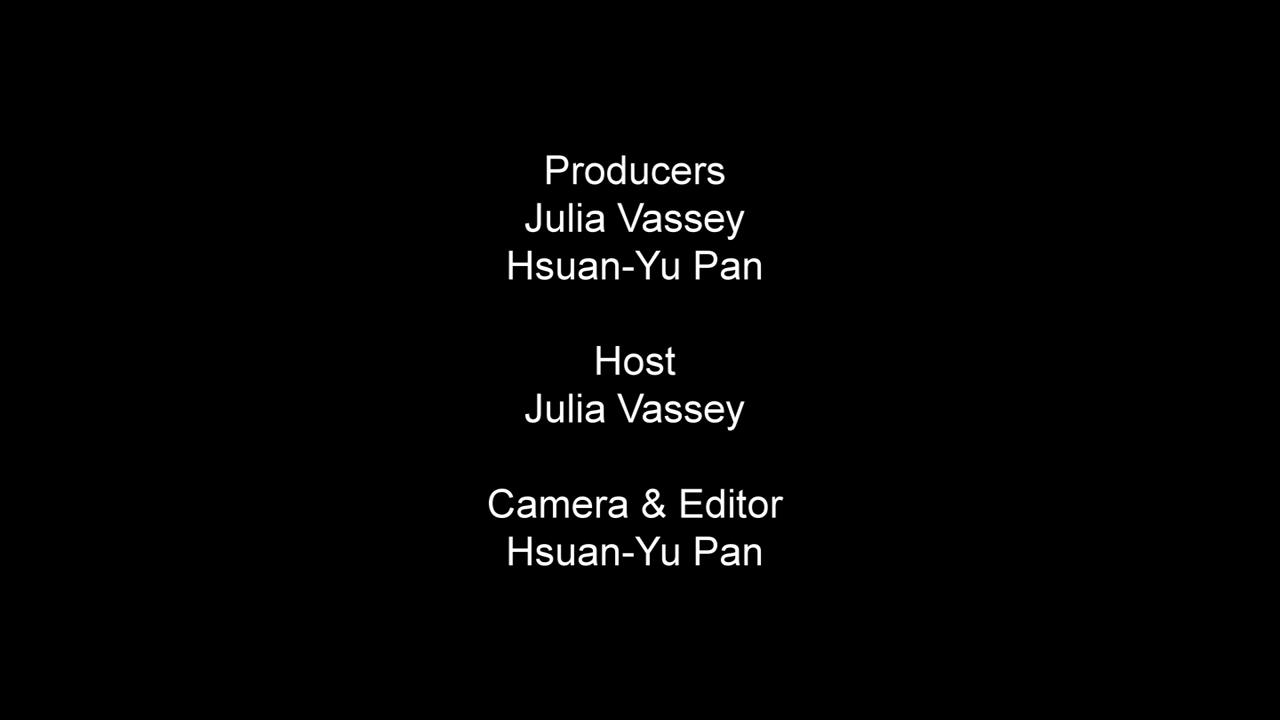 Producers
Julia Vassey
Hsuan-Yu Pan
Host
Julia Vassey
Camera & Editor
Hsuan-Yu Pan